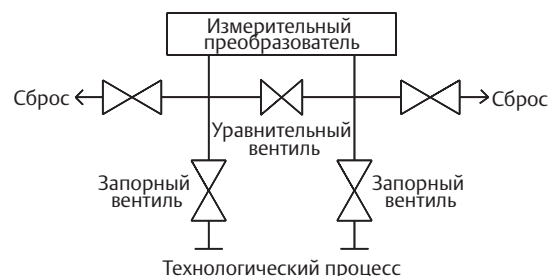 Измерительный
преобразователь
Сброс
Сброс
Уравнительный
вентиль
Запорный
вентиль
Запорный
вентиль
Технологический процесс